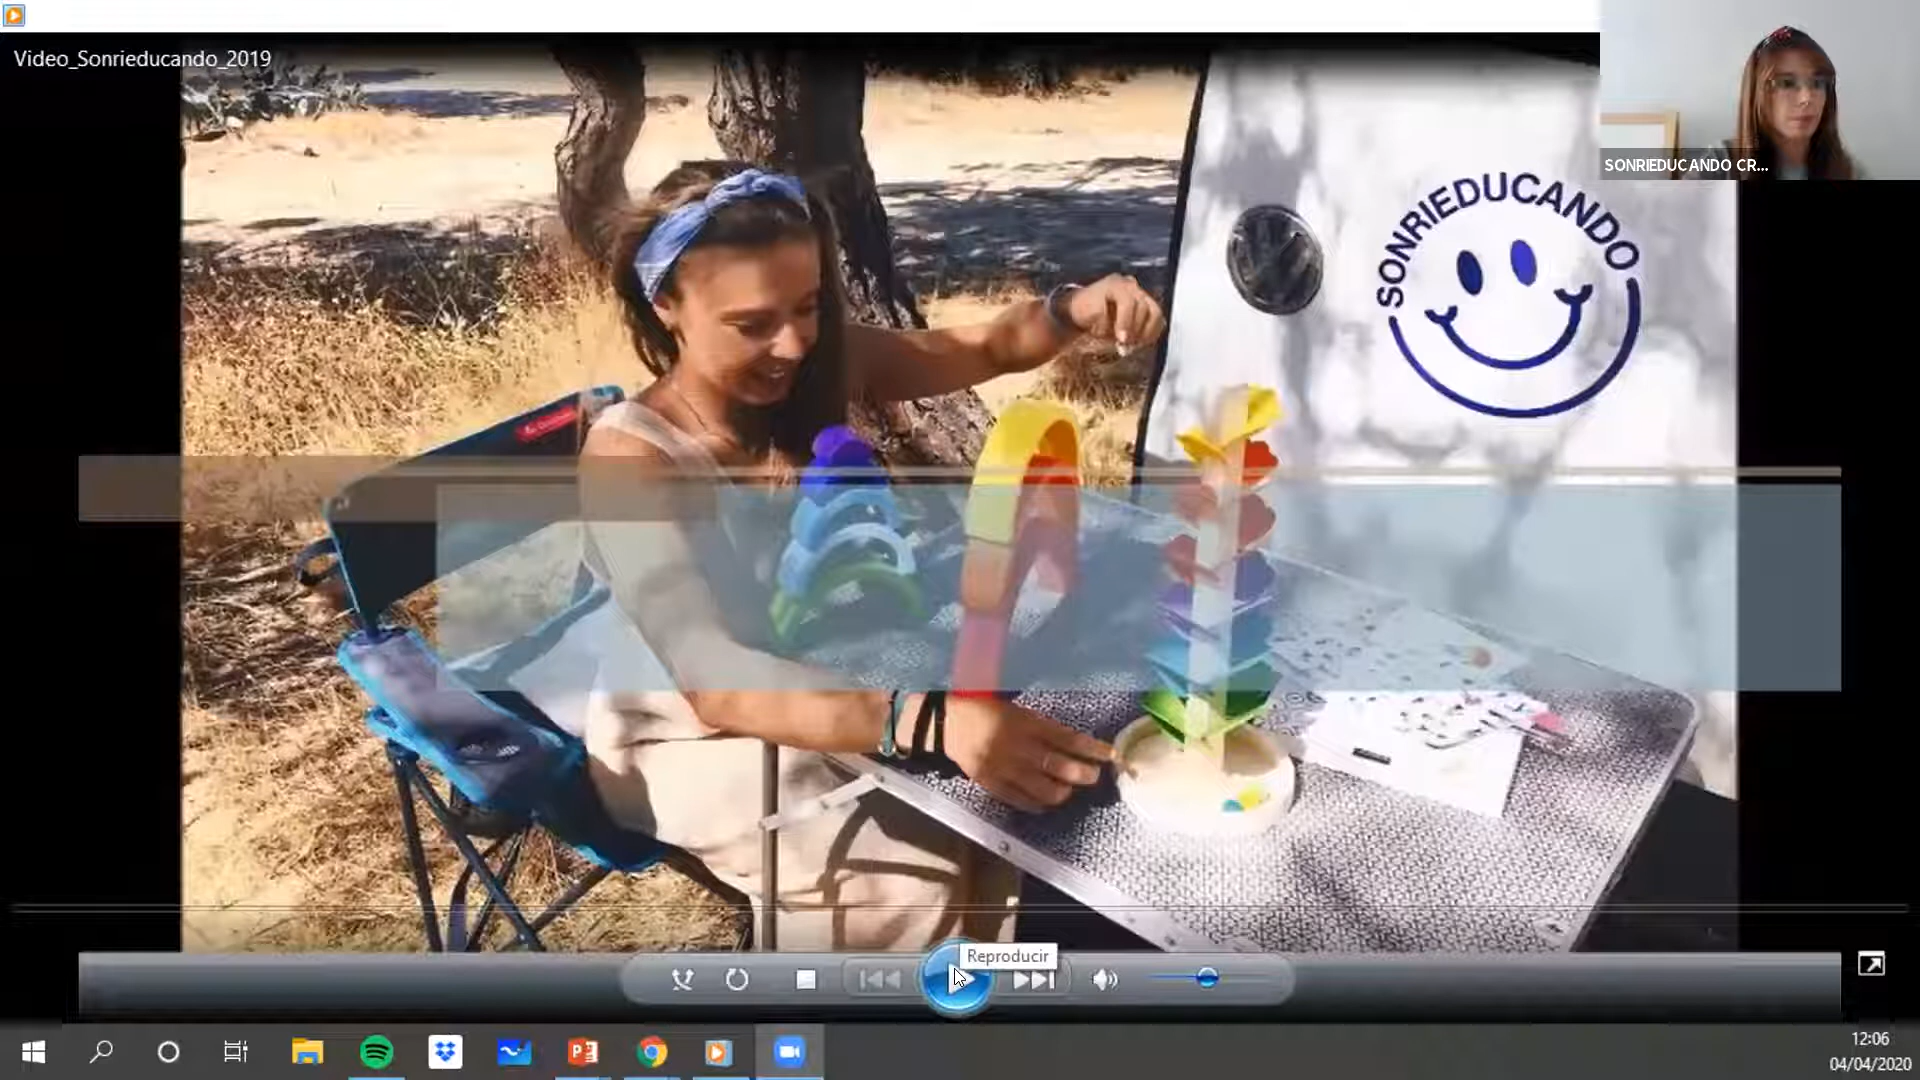 Video_Sonrieducando_2019
SONRIEDUCANDO CR...
SONRIEDUCANDO
Reproducir
12:06
04/04/2020